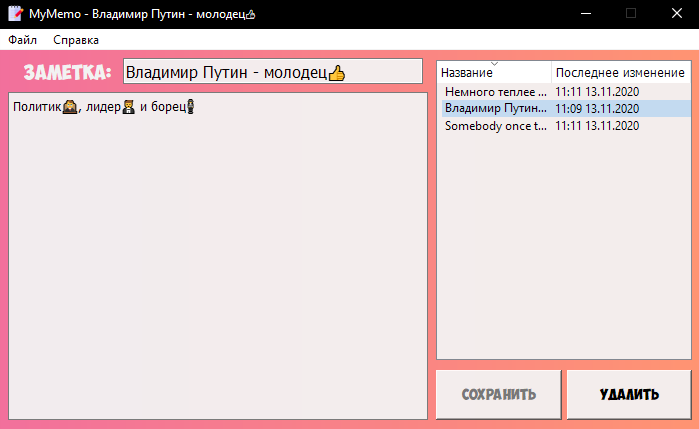 MyMemo - Владимир Путин - молодец👍
Файл Справка
ЗАМЕТКА: Владимир Путин - молодец👍
Политик🙈, лидер🤵 и борец🕴
Название Последнее изменение
Немного теплее ... 11:11 13.11.2020
Владимир Путин... 11:09 13.11.2020
Somebody once t... 11:11 13.11.2020
СОХРАНИТЬ УДАЛИТЬ